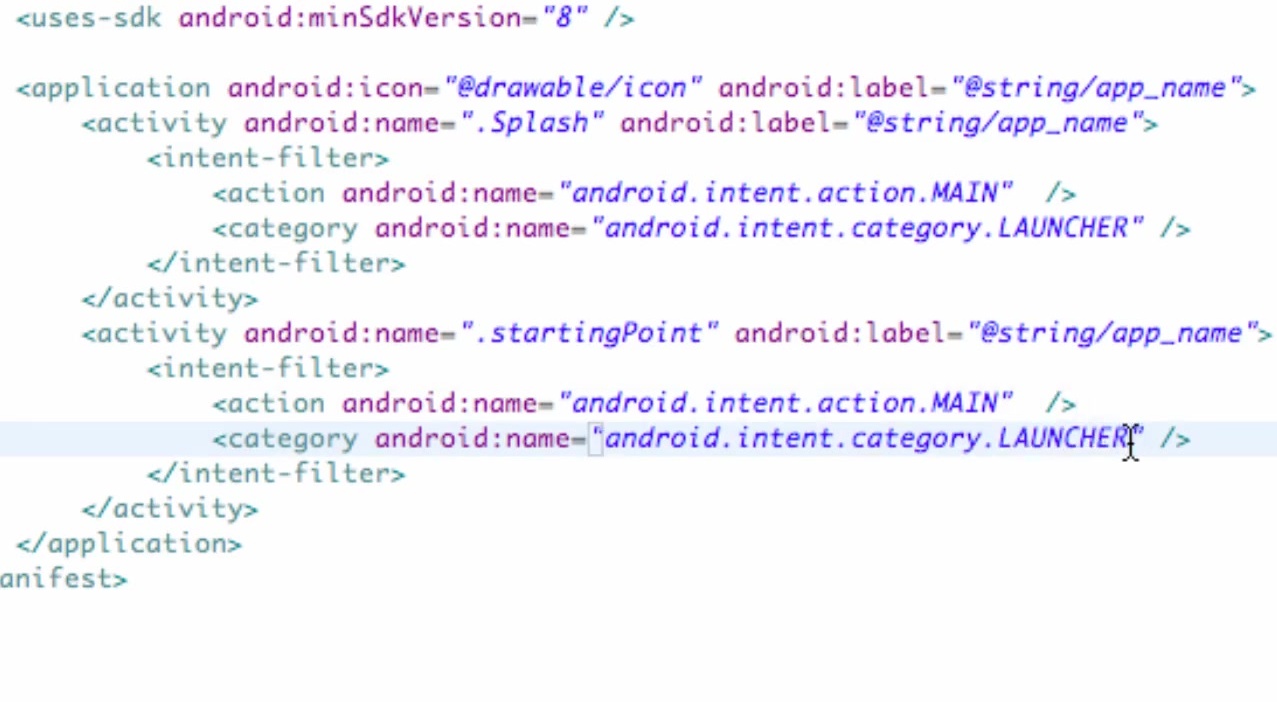 <uses-sdk android:minSdkVersion="8" />
<application android:icon="@drawable/icon" android:label="@string/app_name">
<activity android:name=".Splash" android:label="@string/app_name">
<intent-filter>
<action android:name="android.intent.action.MAIN"  />
<category android:name="android.intent.category.LAUNCHER" />
</intent-filter>
</activity>
<activity android:name=".startingPoint" android:label="@string/app_name">
<intent-filter>
<action android:name="android.intent.action.MAIN"  />
<category android:name="android.intent.category.LAUNCHER" />
</intent-filter>
</activity>
</application>
anifest>